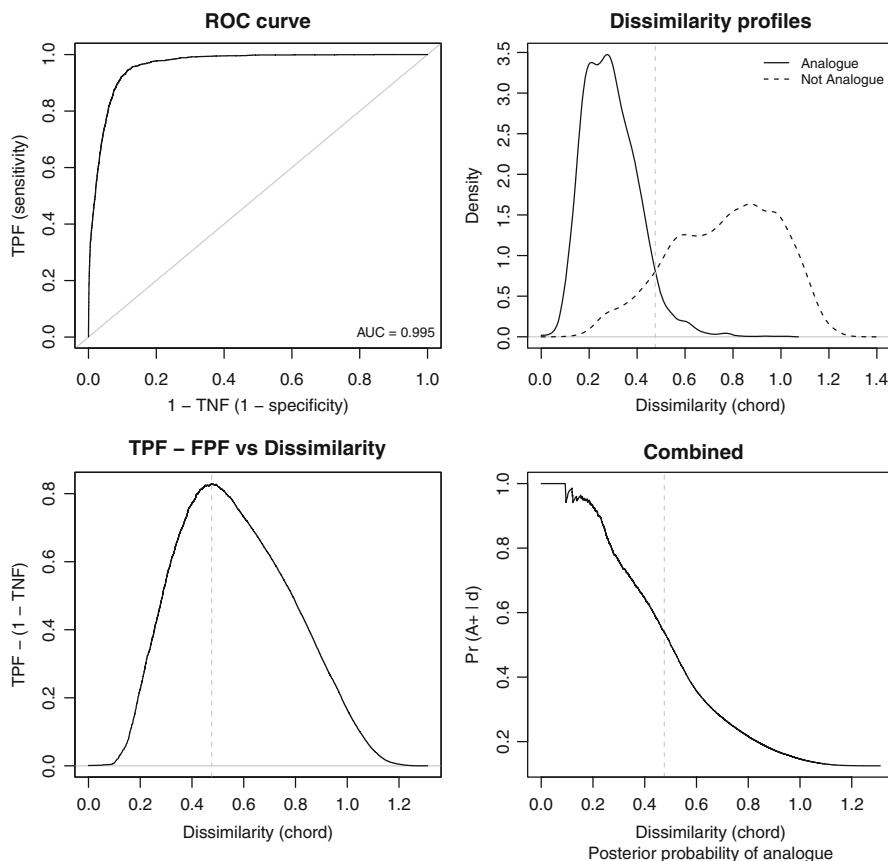 ROC curve
TPF (sensitivity)
1.0
0.8
0.6
0.4
0.2
0.0
AUC = 0.995
0.0 0.2 0.4 0.6 0.8 1.0
1 − TNF (1 − specificity)
Dissimilarity profiles
Density
3.5
3.0
2.5
2.0
1.5
1.0
0.5
0.0
Analogue
Not Analogue
0.0 0.2 0.4 0.6 0.8 1.0 1.2 1.4
Dissimilarity (chord)
TPF − FPF vs Dissimilarity
TPF − (1 − TNF)
0.8
0.6
0.4
0.2
0.0
0.0 0.2 0.4 0.6 0.8 1.0 1.2
Dissimilarity (chord)
Combined
Pr (A+ | d)
1.0
0.8
0.6
0.4
0.2
0.0 0.2 0.4 0.6 0.8 1.0 1.2
Dissimilarity (chord)
Posterior probability of analogue